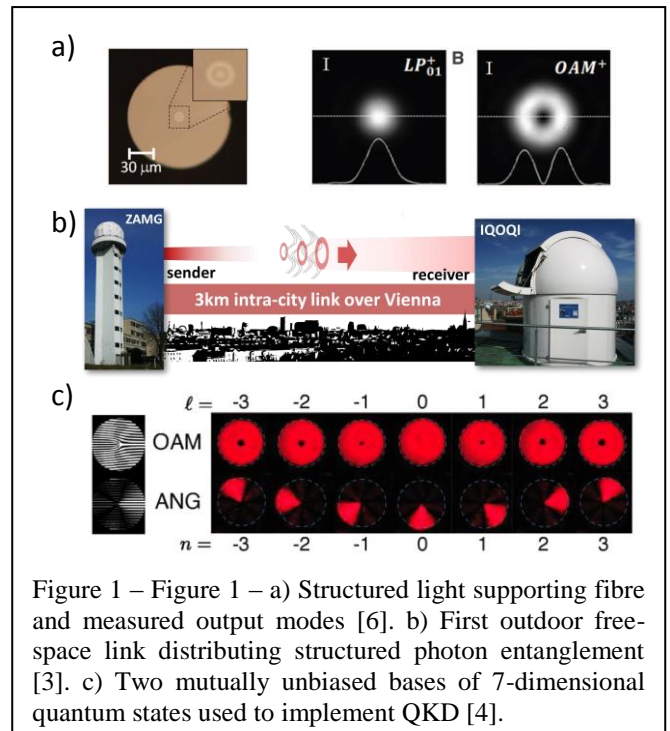 a)
30 μm
I LP⁺₀₁ B I OAM⁺
b)
ZAMG
IQOQI
sender receiver
3km intra-city link over Vienna
c)
ℓ = -3 -2 -1 0 1 2 3
OAM
ANG
n = -3 -2 -1 0 1 2 3
Figure 1 – Figure 1 – a) Structured light supporting fibre
and measured output modes [6]. b) First outdoor free-
space link distributing structured photon entanglement
[3]. c) Two mutually unbiased bases of 7-dimensional
quantum states used to implement QKD [4].